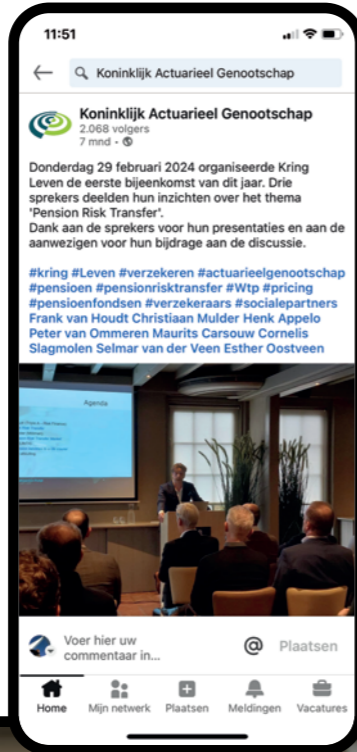 11:51
Koninklijk Actuarieel Genootschap
Koninklijk Actuarieel Genootschap
2.068 volgers
7 mnd •
Donderdag 29 februari 2024 organiseerde Kring
Leven de eerste bijeenkomst van dit jaar. Drie
sprekers deelden hun inzichten over het thema
'Pension Risk Transfer'.
Dank aan de sprekers voor hun presentaties en aan de
aanwezigen voor hun bijdrage aan de discussie.
#kring #Leven #verzekeren #actuarieelgenootschap
#pensioen #pensionrisktransfer #Wtp #pricing
#pensioenfondsen #verzekeraars #socialepartners
Frank van Houdt Christiaan Mulder Henk Appelo
Peter van Ommeren Maurits Carsouw Cornelis
Slagmolen Selmar van der Veen Esther Oostveen
Agenda
Voer hier uw
commentaar in...
@ Plaatsen
Home Mijn netwerk Plaatsen Meldingen Vacatures